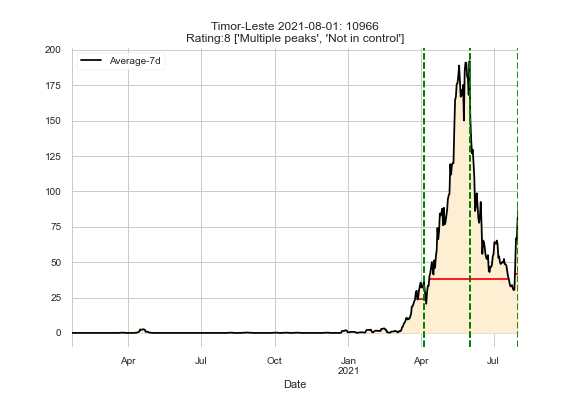 Timor-Leste 2021-08-01: 10966
Rating:8 ['Multiple peaks', 'Not in control']
Average-7d
200
175
150
125
100
75
50
25
0
Apr
Jul
Oct
Jan
2021
Apr
Jul
Date